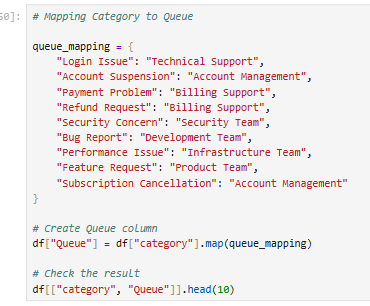 50]:
# Mapping Category to Queue
queue_mapping = {
"Login Issue": "Technical Support",
"Account Suspension": "Account Management",
"Payment Problem": "Billing Support",
"Refund Request": "Billing Support",
"Security Concern": "Security Team",
"Bug Report": "Development Team",
"Performance Issue": "Infrastructure Team",
"Feature Request": "Product Team",
"Subscription Cancellation": "Account Management"
}
# Create Queue column
df["Queue"] = df["category"].map(queue_mapping)
# Check the result
df[["category", "Queue"]].head(10)